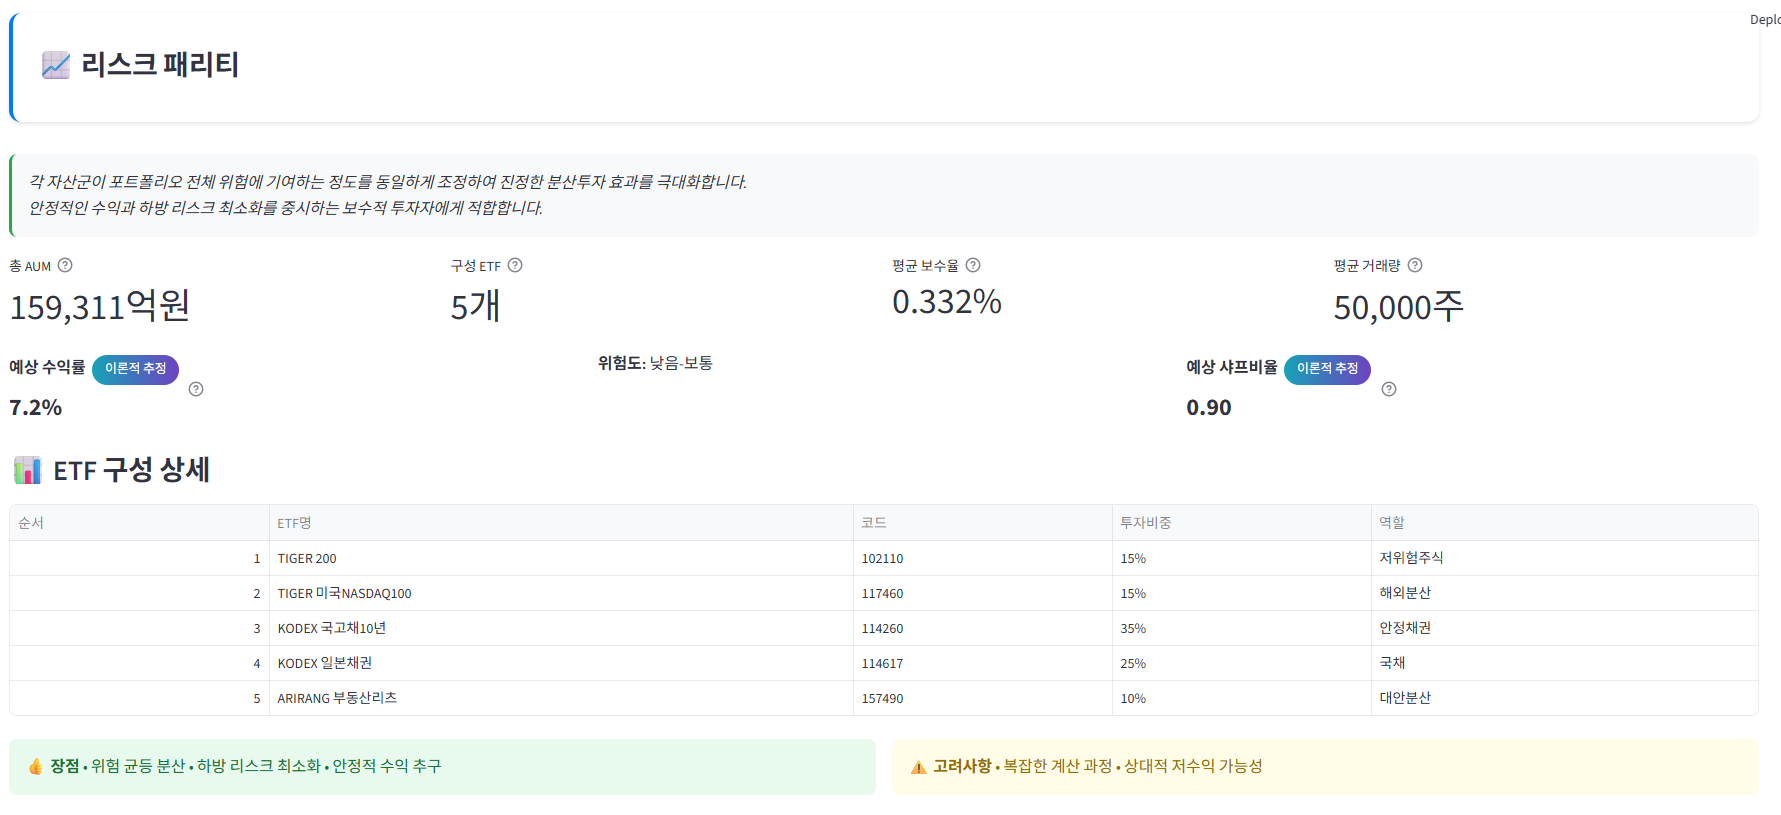 Deplo
리스크 패리티
각 자산군이 포트폴리오 전체 위험에 기여하는 정도를 동일하게 조정하여 진정한 분산투자 효과를 극대화합니다.
안정적인 수익과 하방 리스크 최소화를 중시하는 보수적 투자자에게 적합합니다.
총 AUM 구성 ETF 평균 보수율 평균 거래량
159,311억원 5개 0.332% 50,000주
예상 수익률 이론적 추정 위험도: 낮음-보통 예상 샤프비율 이론적 추정
7.2% 0.90
ETF 구성 상세
순서 ETF명 코드 투자비중 역할
1 TIGER 200 102110 15% 저위험주식
2 TIGER 미국NASDAQ100 117460 15% 해외분산
3 KODEX 국고채10년 114260 35% 안정채권
4 KODEX 일본채권 114617 25% 국채
5 ARIRANG 부동산리츠 157490 10% 대안분산
장점 • 위험 균등 분산 • 하방 리스크 최소화 • 안정적 수익 추구
고려사항 • 복잡한 계산 과정 • 상대적 저수익 가능성